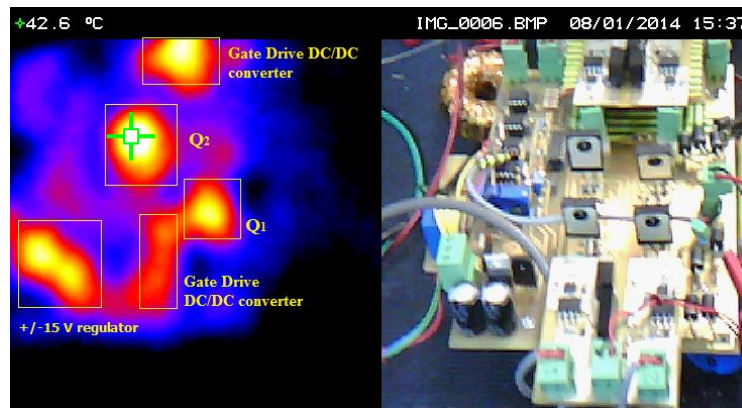 42.6 ºC
IMG_0006.BMP 08/01/2014 15:37
Gate Drive DC/DC
converter
Q2
Q1
Gate Drive
DC/DC converter
+/-15 V regulator